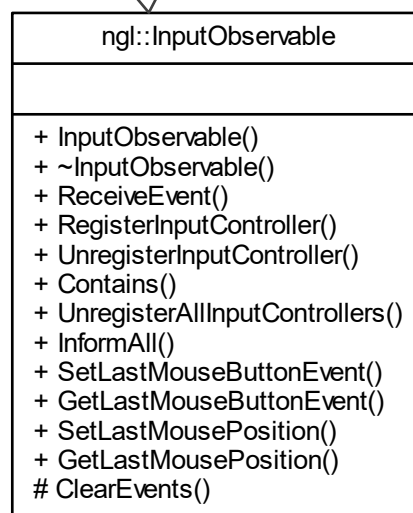 ngl::InputObservable
+ InputObservable()
+ ~InputObservable()
+ ReceiveEvent()
+ RegisterInputController()
+ UnregisterInputController()
+ Contains()
+ UnregisterAllInputControllers()
+ InformAll()
+ SetLastMouseButtonEvent()
+ GetLastMouseButtonEvent()
+ SetLastMousePosition()
+ GetLastMousePosition()
# ClearEvents()